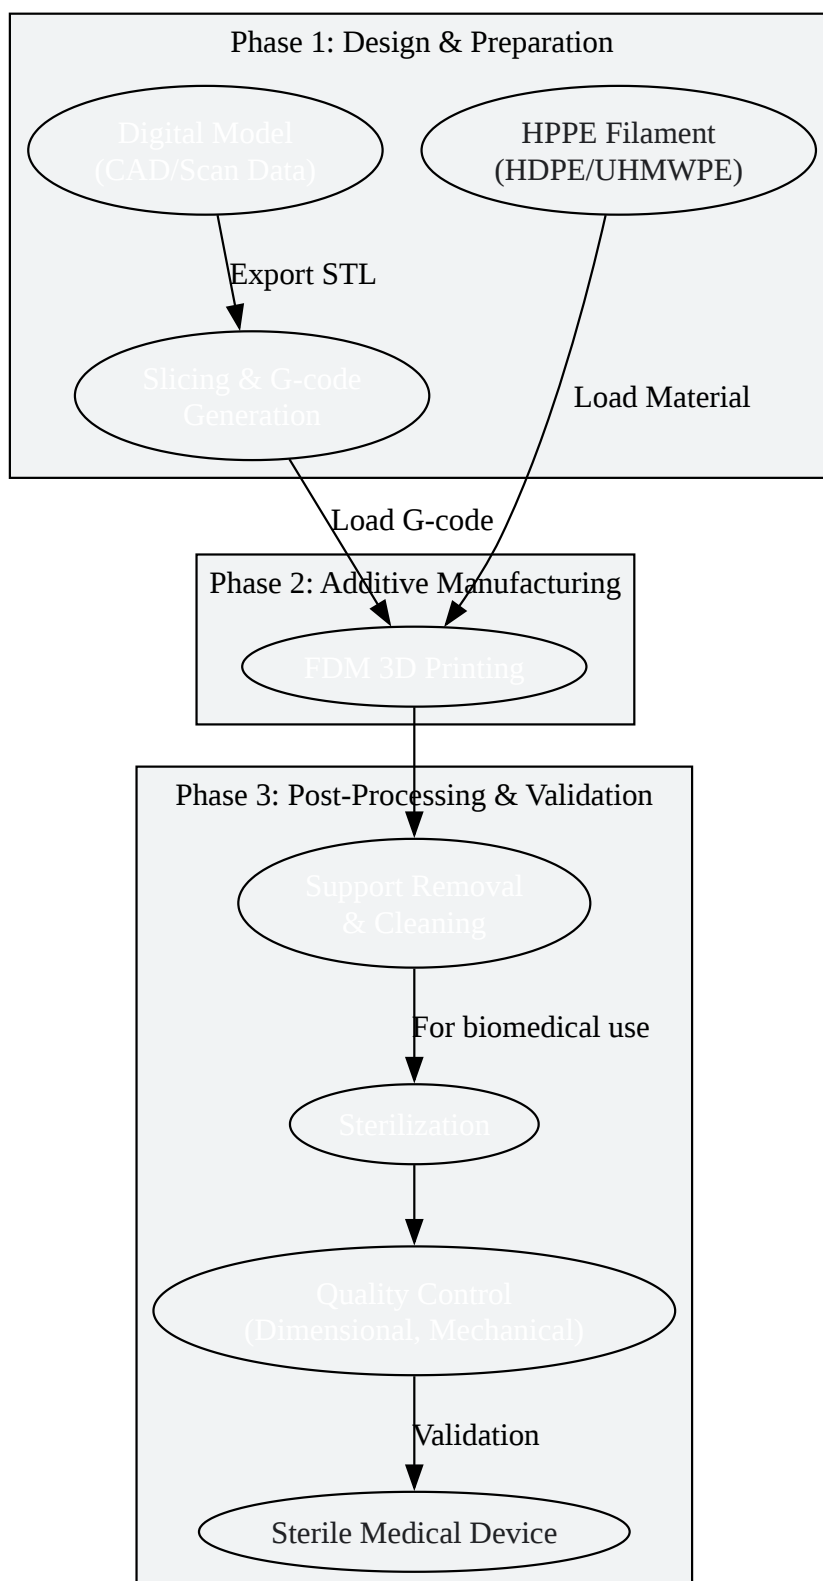 Phase 1: Design & Preparation
Digital Model
(CAD/Scan Data)
HPPE Filament
(HDPE/UHMWPE)
Export STL
Slicing & G-code
Generation
Load Material
Load G-code
Phase 2: Additive Manufacturing
FDM 3D Printing
Phase 3: Post-Processing & Validation
Support Removal
& Cleaning
For biomedical use
Sterilization
Quality Control
(Dimensional, Mechanical)
Validation
Sterile Medical Device